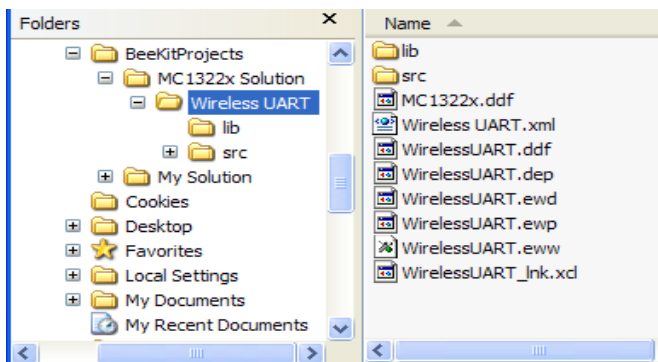 Folders
BeeKitProjects
MC1322x Solution
Wireless UART
lib
src
My Solution
Cookies
Desktop
Favorites
Local Settings
My Documents
My Recent Documents
Name
lib
src
MC1322x.ddf
Wireless UART.xml
WirelessUART.ddf
WirelessUART.dep
WirelessUART.ewd
WirelessUART.ewp
WirelessUART.eww
WirelessUART_lnk.xcl